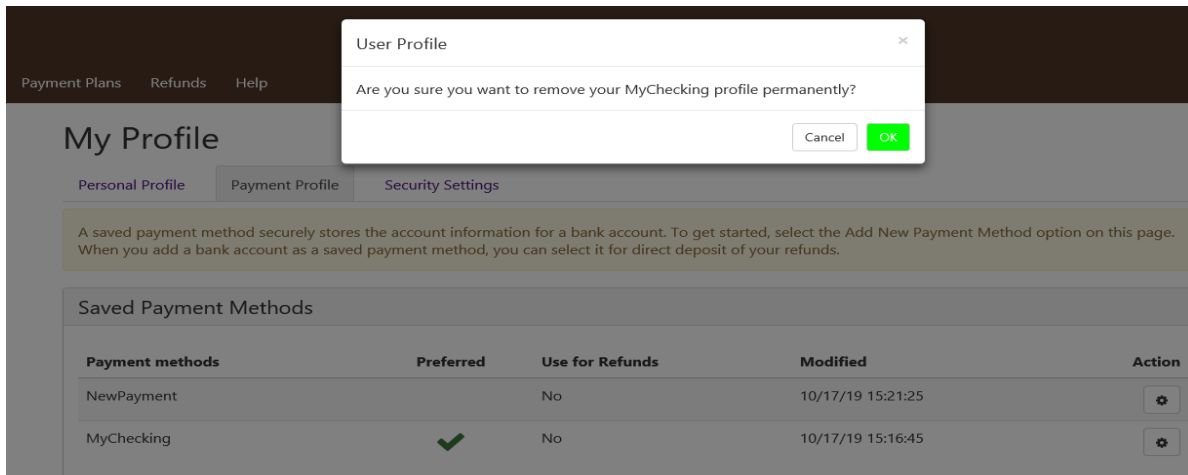 User Profile
×
Are you sure you want to remove your MyChecking profile permanently?
Cancel OK
Payment Plans Refunds Help
My Profile
Personal Profile Payment Profile Security Settings
A saved payment method securely stores the account information for a bank account. To get started, select the Add New Payment Method option on this page.
When you add a bank account as a saved payment method, you can select it for direct deposit of your refunds.
Saved Payment Methods
Payment methods Preferred Use for Refunds Modified Action
NewPayment No 10/17/19 15:21:25
MyChecking No 10/17/19 15:16:45